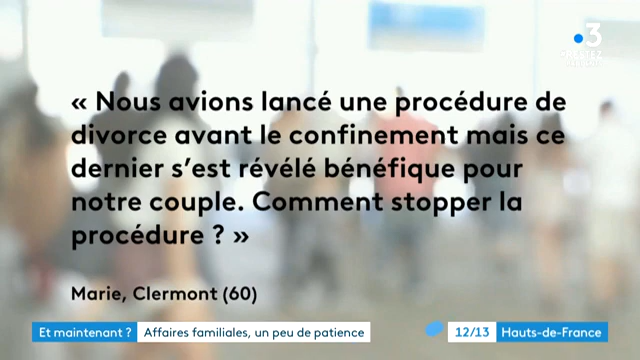 3
« Nous avions lancé une procédure de
divorce avant le confinement mais ce
dernier s’est révélé bénéfique pour
notre couple. Comment stopper la
procédure ? »
Marie, Clermont (60)
Et maintenant ? Affaires familiales, un peu de patience 12/13 Hauts-de-France